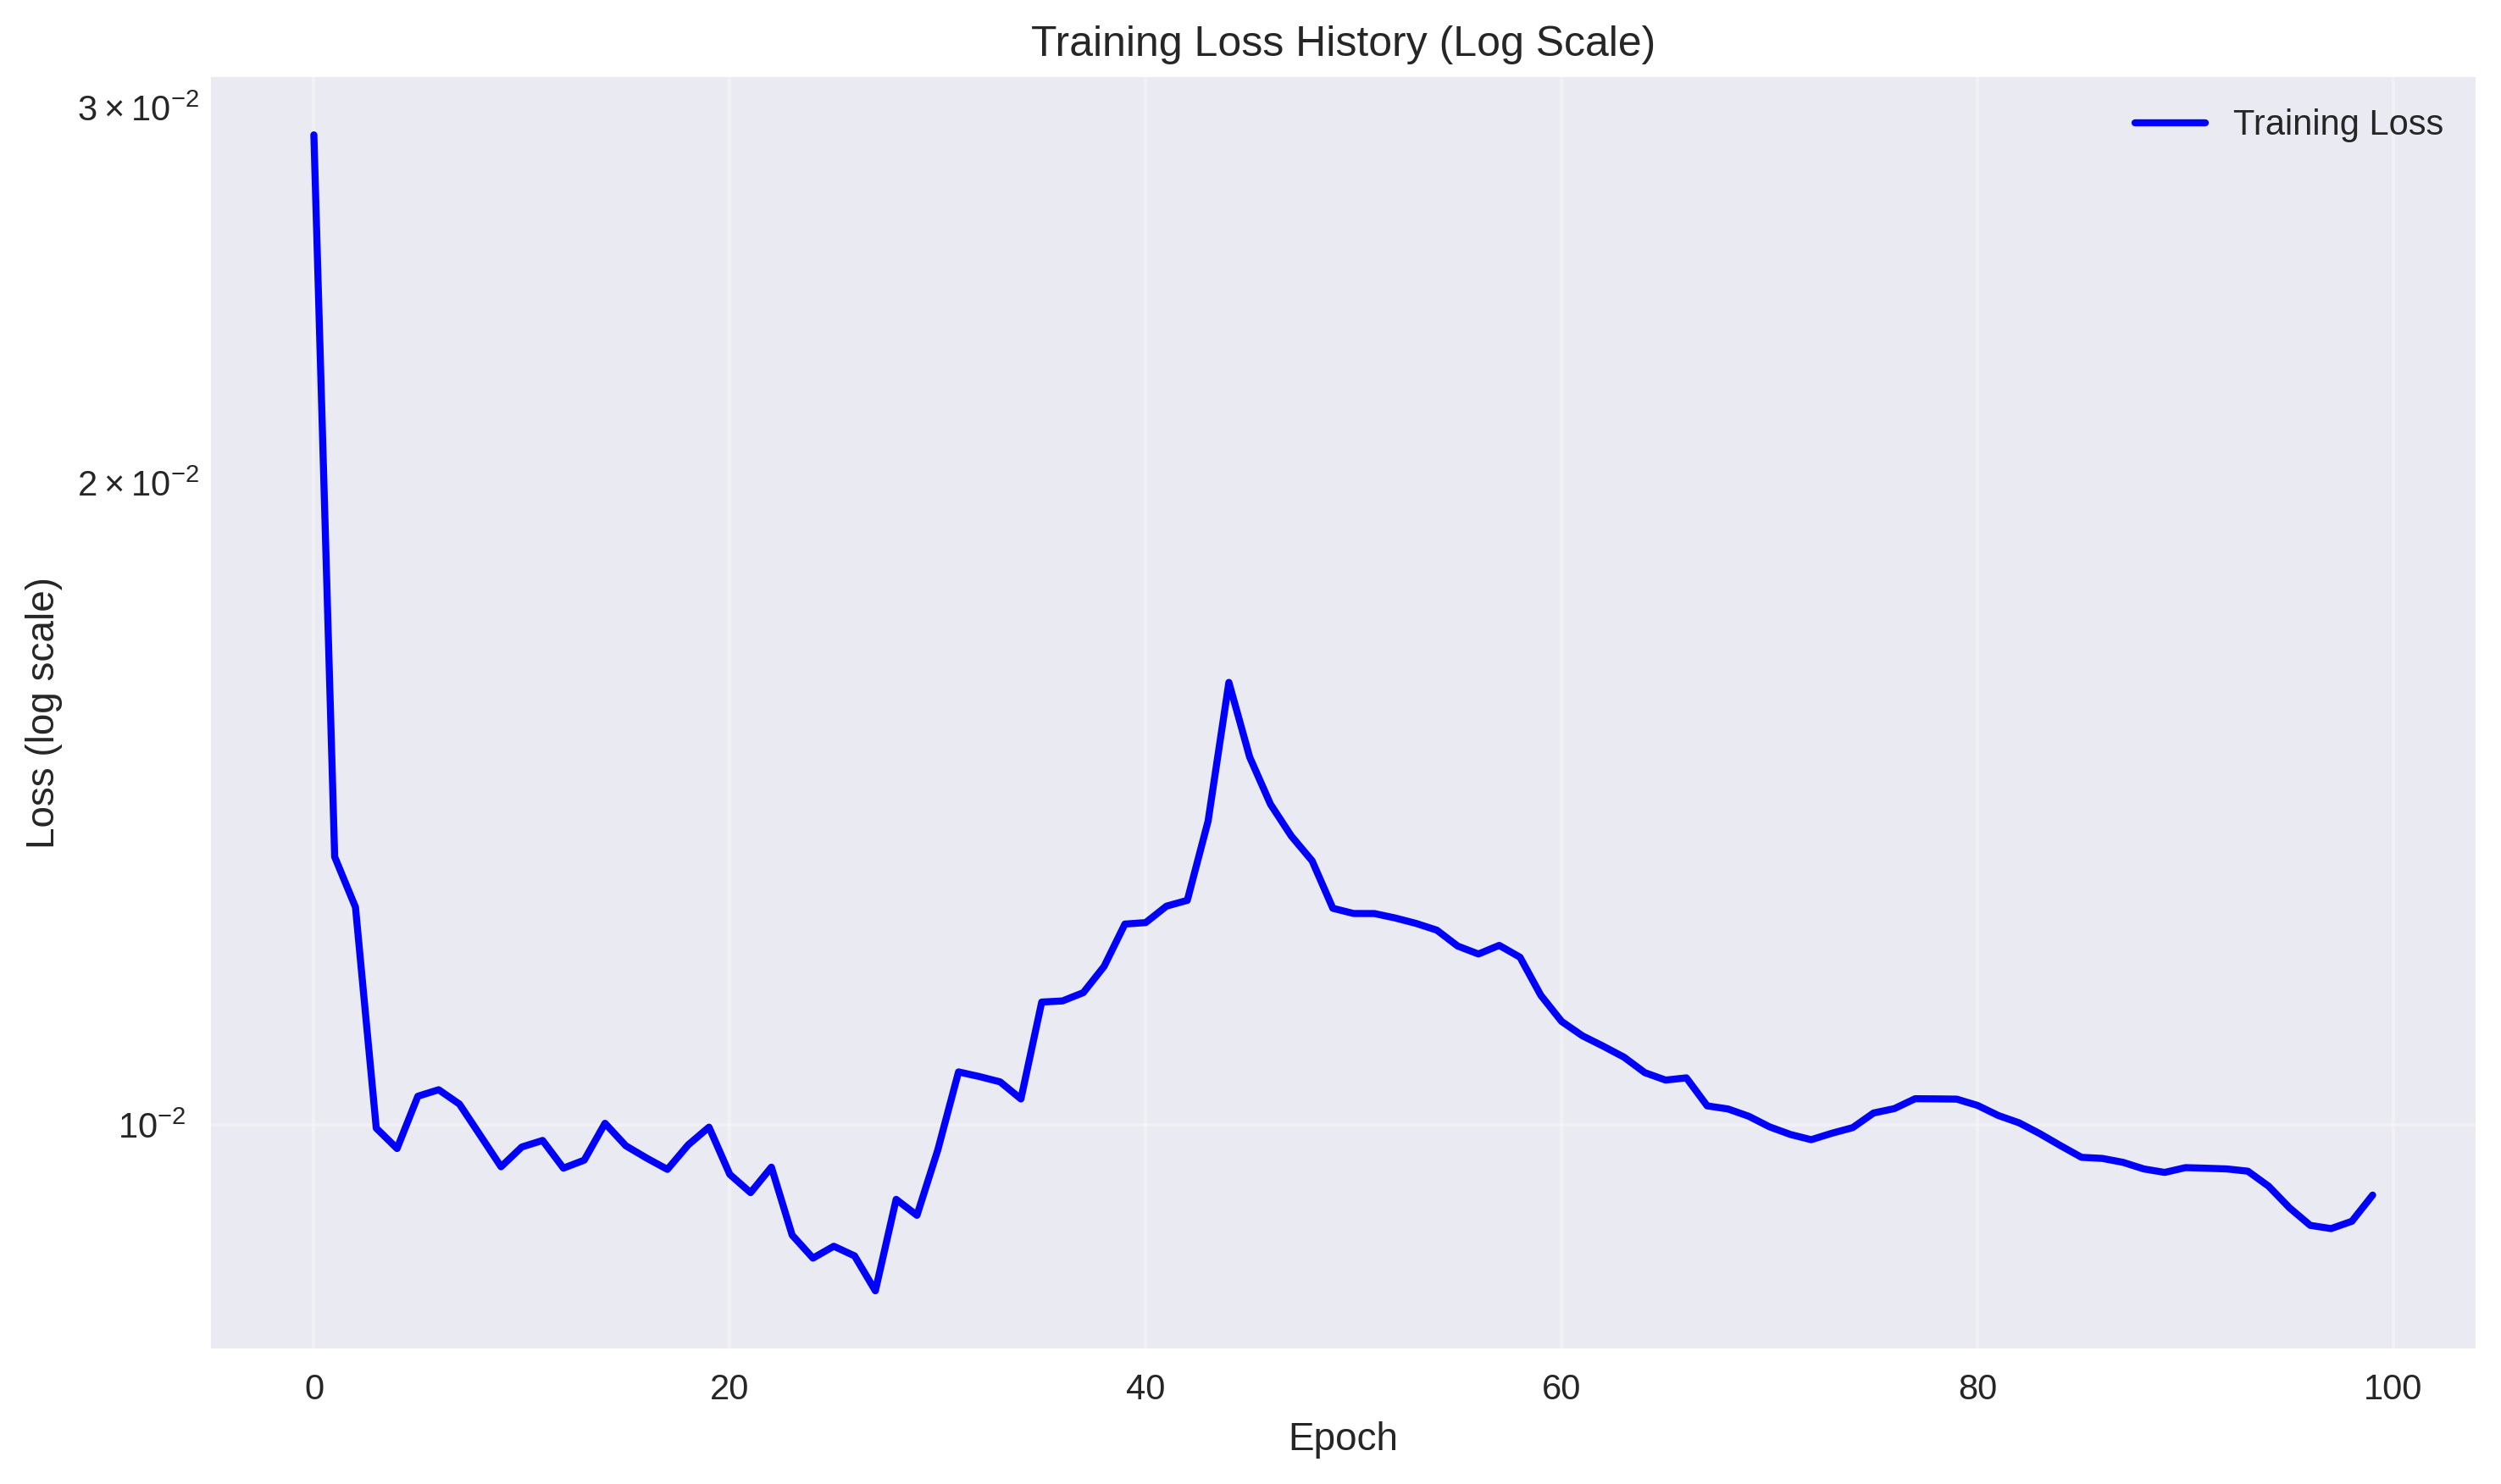 Training Loss History (Log Scale)
3 × 10⁻²
2 × 10⁻²
10⁻²
Loss (log scale)
Training Loss
0 20 40 60 80 100
Epoch